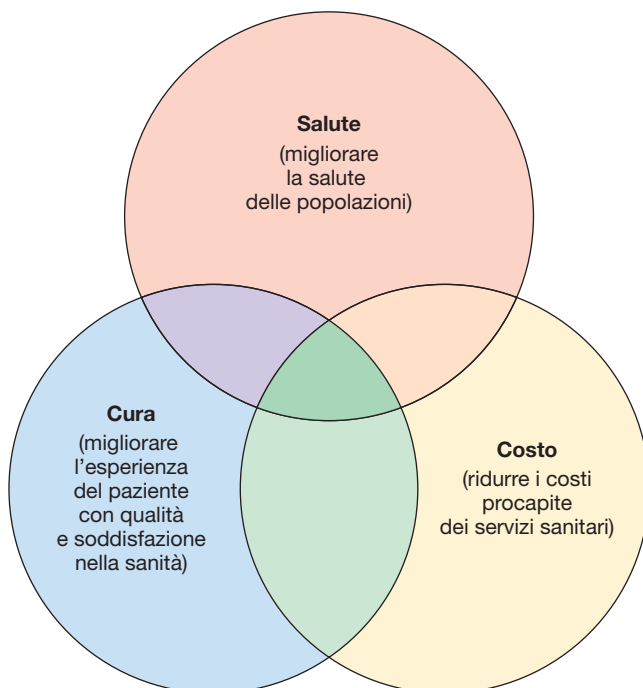 Salute
(migliorare
la salute
delle popolazioni)
Cura
(migliorare
l'esperienza
del paziente
con qualità
e soddisfazione
nella sanità)
Costo
(ridurre i costi
procapite
dei servizi sanitari)